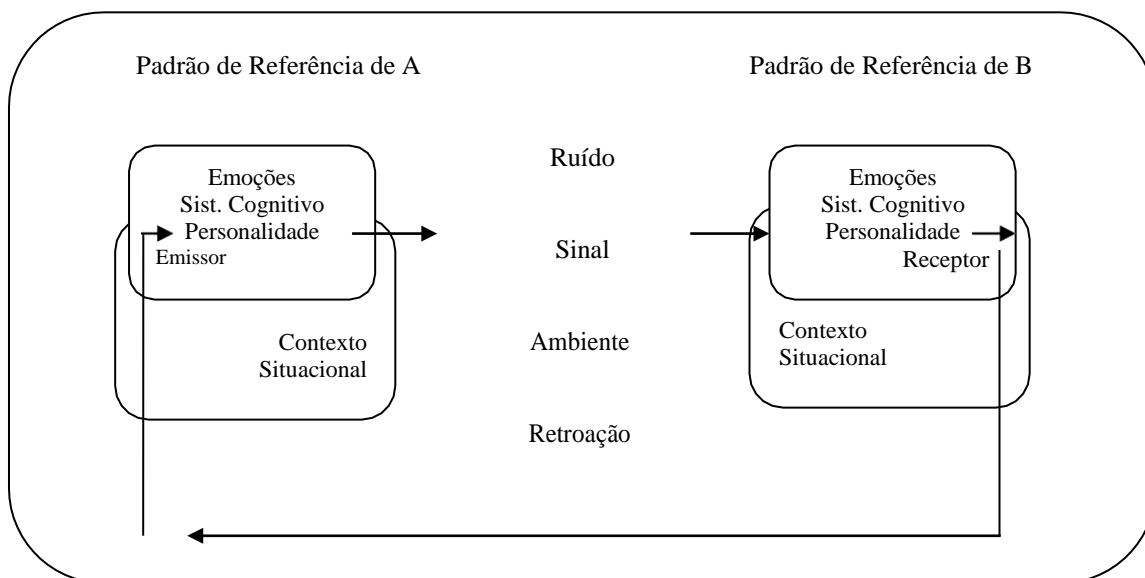 Padrão de Referência de A
Padrão de Referência de B
Emoções
Sist. Cognitivo
Personalidade
Emissor
Contexto
Situacional
Ruído
Sinal
Ambiente
Retroação
Emoções
Sist. Cognitivo
Personalidade
Receptor
Contexto
Situacional